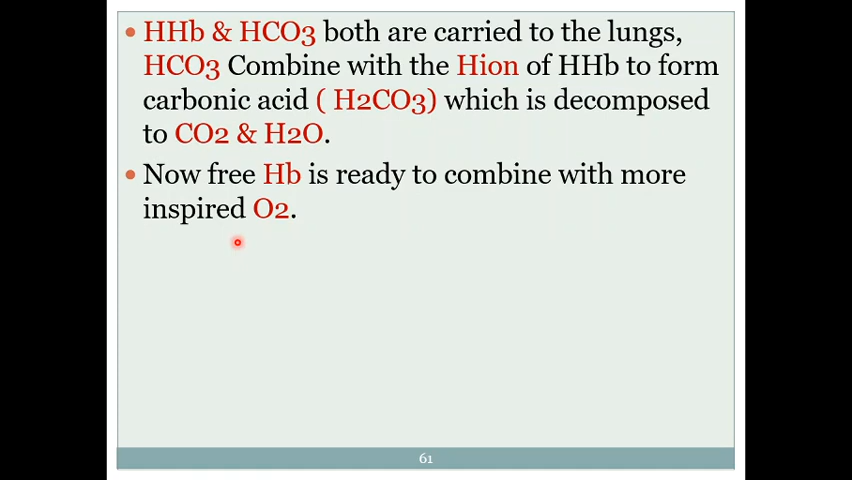 HHb & HCO3 both are carried to the lungs,
HCO3 Combine with the Hion of HHb to form
carbonic acid ( H2CO3) which is decomposed
to CO2 & H2O.
Now free Hb is ready to combine with more
inspired O2.
61